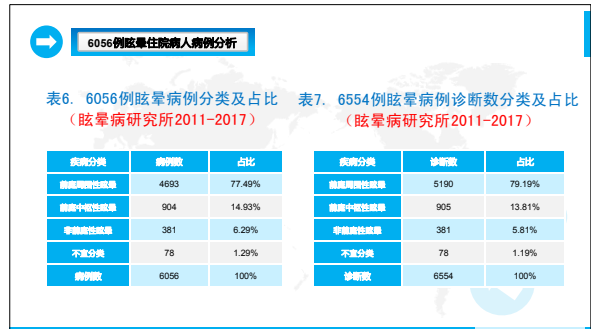 6056例眩晕住院病人病例分析
表6. 6056例眩晕病例分类及占比
（眩晕病研究所2011-2017）
疾病分类 病例数 占比
前庭周围性眩晕 4693 77.49%
前庭中枢性眩晕 904 14.93%
非前庭性眩晕 381 6.29%
不宜分类 78 1.29%
病例数 6056 100%
表7. 6554例眩晕病例诊断数分类及占比
（眩晕病研究所2011-2017）
疾病分类 诊断数 占比
前庭周围性眩晕 5190 79.19%
前庭中枢性眩晕 905 13.81%
非前庭性眩晕 381 5.81%
不宜分类 78 1.19%
诊断数 6554 100%